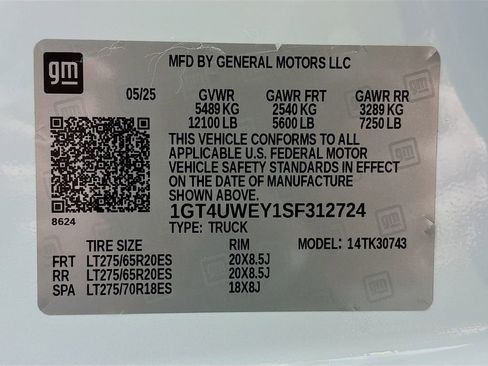 gm
MFD BY GENERAL MOTORS LLC
05/25 GVWR GAWR FRT GAWR RR
5489 KG 2540 KG 3289 KG
12100 LB 5600 LB 7250 LB
THIS VEHICLE CONFORMS TO ALL
APPLICABLE U.S. FEDERAL MOTOR
VEHICLE SAFETY STANDARDS IN EFFECT
ON THE DATE OF MANUFACTURE
SHOWN ABOVE.
8624
1GT4UWEY1SF312724
TYPE: TRUCK
TIRE SIZE RIM MODEL: 14TK30743
FRT LT275/65R20ES 20X8.5J
RR LT275/65R20ES 20X8.5J
SPA LT275/70R18ES 18X8J